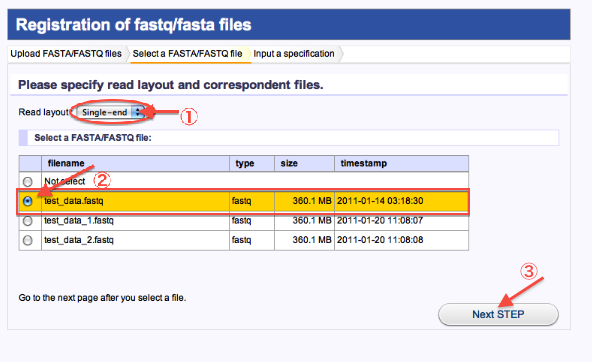 Registration of fastq/fasta files
Upload FASTA/FASTQ files Select a FASTA/FASTQ file Input a specification
Please specify read layout and correspondent files.
Read layout: Single-end ①
Select a FASTA/FASTQ file:
filename type size timestamp
Not select ②
test_data.fastq fastq 360.1 MB 2011-01-14 03:18:30
test_data_1.fastq fastq 360.1 MB 2011-01-20 11:08:07
test_data_2.fastq fastq 360.1 MB 2011-01-20 11:08:08
③
Go to the next page after you select a file.
Next STEP